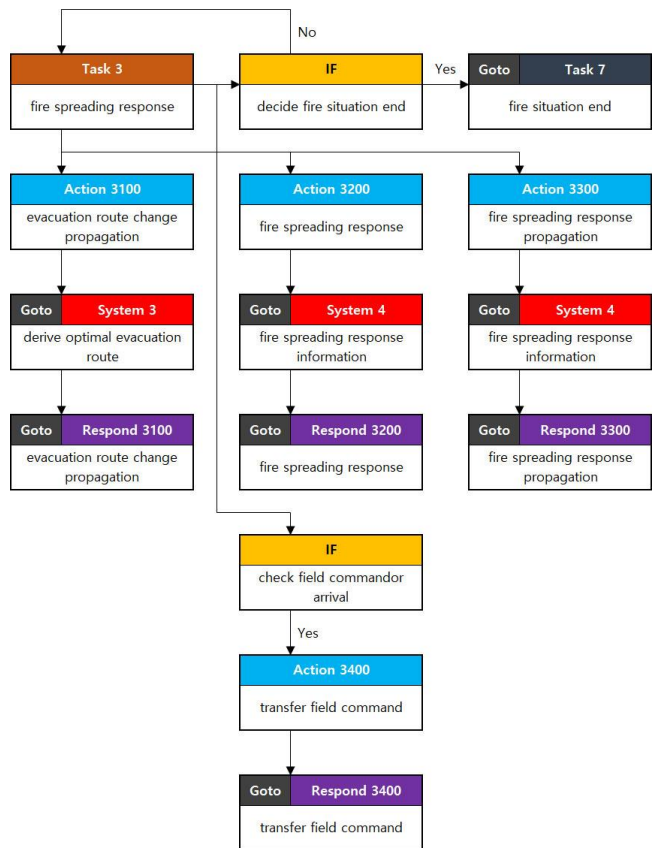 No
Task 3
fire spreading response
IF
decide fire situation end
Yes
Goto Task 7
fire situation end
Action 3100
evacuation route change
propagation
Action 3200
fire spreading response
Action 3300
fire spreading response
propagation
Goto System 3
derive optimal evacuation
route
Goto System 4
fire spreading response
information
Goto System 4
fire spreading response
information
Goto Respond 3100
evacuation route change
propagation
Goto Respond 3200
fire spreading response
Goto Respond 3300
fire spreading response
propagation
IF
check field commandor
arrival
Yes
Action 3400
transfer field command
Goto Respond 3400
transfer field command